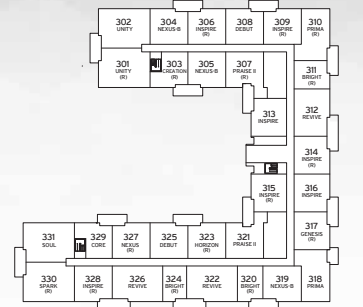 302 304 306 308 309 310
UNITY NEXUS-B INSPIRE DEBUT INSPIRE PRIMA
(R) (R) (R)
301 303 305 307
UNITY CREATION NEXUS-B PRAISE II
(R) (R) (R)
311
BRIGHT
(R)
312
REVIVE
313
INSPIRE
314
INSPIRE
(R)
315 316
INSPIRE INSPIRE
(R)
317
GENESIS
(R)
331 329 327 325 323 321
SOUL CORE NEXUS DEBUT HORIZON PRAISE II
(R) (R)
330 328 326 324 322 320 319 318
SPARK INSPIRE REVIVE BRIGHT REVIVE BRIGHT NEXUS-B PRIMA
(R) (R) (R) (R)